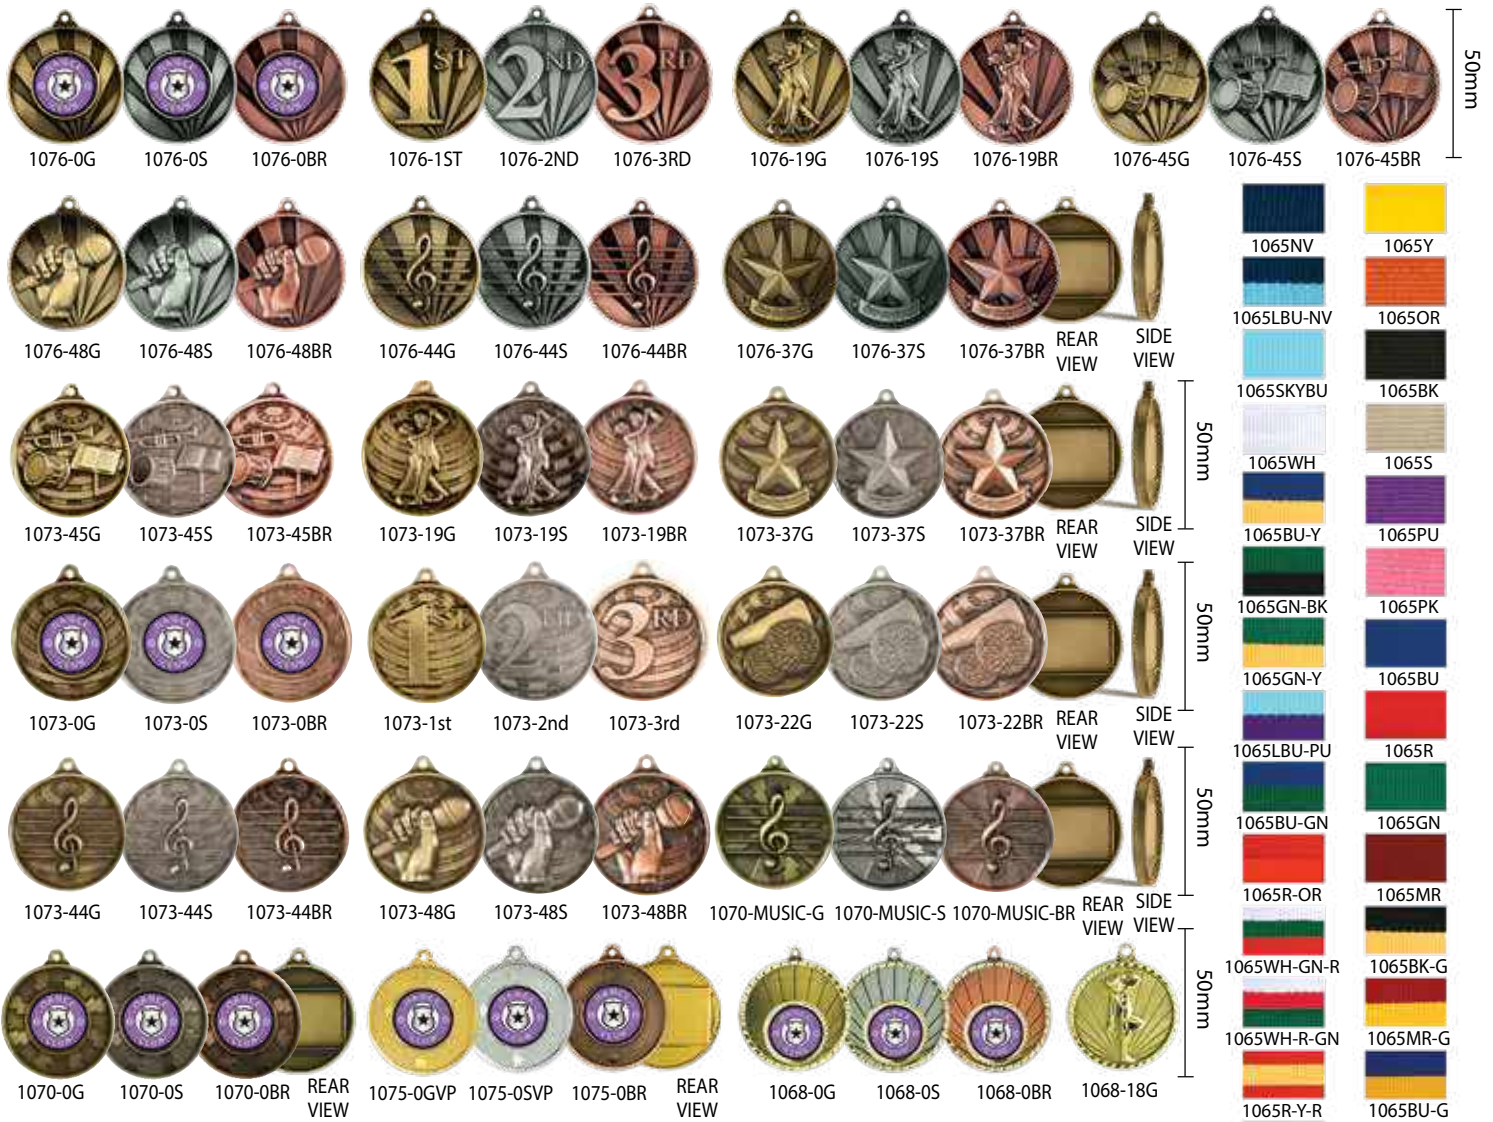 1ST 2ND 3RD
50mm
1076-0G 1076-0S 1076-0BR 1076-1ST 1076-2ND 1076-3RD 1076-19G 1076-19S 1076-19BR 1076-45G 1076-45S 1076-45BR
1065NV 1065Y
1065LBU-NV 1065OR
1076-48G 1076-48S 1076-48BR 1076-44G 1076-44S 1076-44BR 1076-37G 1076-37S 1076-37BR
REAR
VIEW
SIDE
VIEW
1065SKYBU 1065BK
50mm
1065WH 1065S
1073-45G 1073-45S 1073-45BR 1073-19G 1073-19S 1073-19BR 1073-37G 1073-37S 1073-37BR
REAR
VIEW
SIDE
VIEW
1065BU-Y 1065PU
1065GN-BK 1065PK
1ST 2ND 3RD
50mm
1065GN-Y 1065BU
1073-0G 1073-0S 1073-0BR 1073-1st 1073-2nd 1073-3rd 1073-22G 1073-22S 1073-22BR
REAR
VIEW
SIDE
VIEW
1065LBU-PU 1065R
50mm
1065BU-GN 1065GN
1065R-OR 1065MR
1073-44G 1073-44S 1073-44BR 1073-48G 1073-48S 1073-48BR 1070-MUSIC-G 1070-MUSIC-S 1070-MUSIC-BR
REAR
VIEW
SIDE
VIEW
1065WH-GN-R 1065BK-G
50mm
1065WH-R-GN 1065MR-G
1070-0G 1070-0S 1070-0BR
REAR
VIEW
1075-0GVP 1075-0SVP 1075-0BR
REAR
VIEW
1068-0G 1068-0S 1068-0BR 1068-18G
1065R-Y-R 1065BU-G